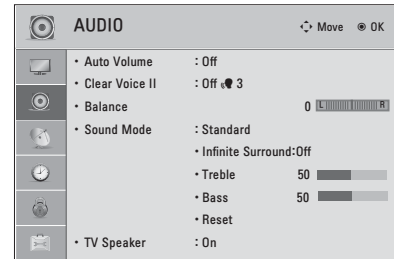 AUDIO Move OK
• Auto Volume : Off
• Clear Voice II : Off 3
• Balance 0 L R
• Sound Mode : Standard
• Infinite Surround:Off
• Treble 50
• Bass 50
• Reset
• TV Speaker : On